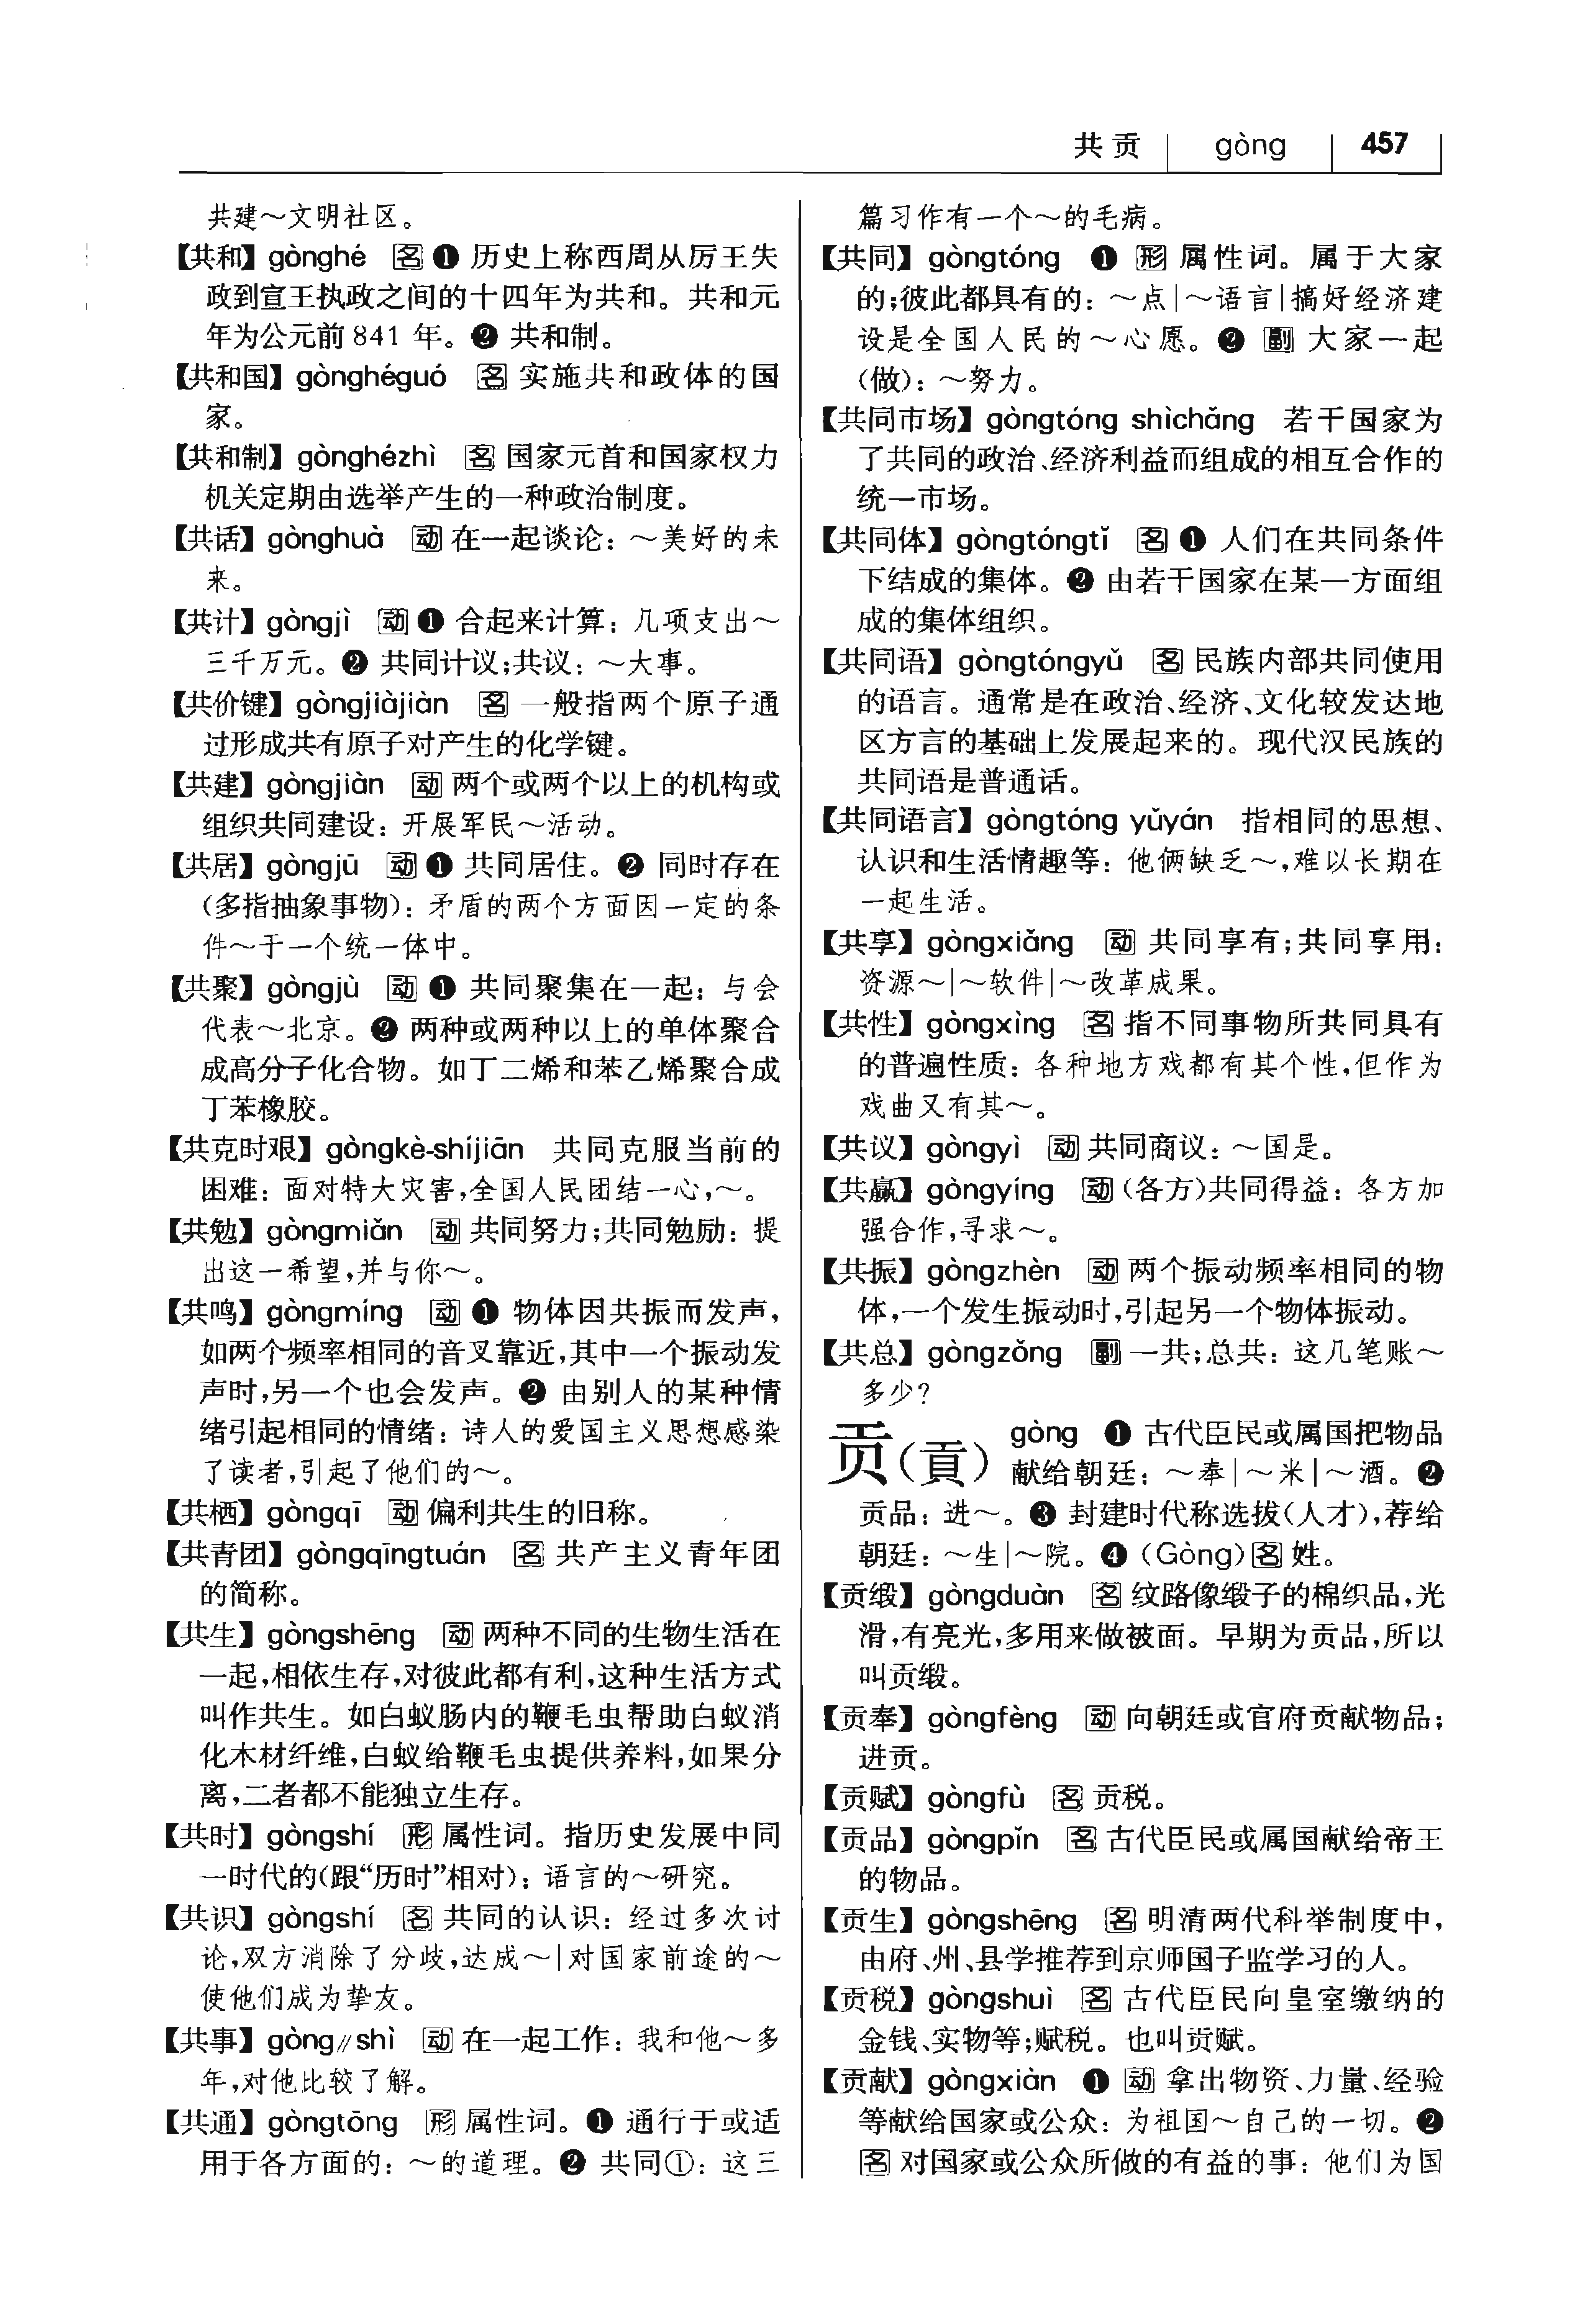 共贡 gòng 457
共建～文明社区。
【共和】gònghé 名 ❶ 历史上称西周从厉王失
政到宣王执政之间的十四年为共和。共和元
年为公元前841 年。❷ 共和制。
【共和国】gònghéguó 名 实施共和政体的国
家。
【共和制】gònghézhì 名 国家元首和国家权力
机关定期由选举产生的一种政治制度。
【共话】gònghuà 动 在一起谈论：～美好的未
来。
【共计】gòngjì 动 ❶ 合起来计算：几项支出～
三千万元。❷ 共同计议；共议：～大事。
【共价键】gòngjiàjiàn 名 一般指两个原子通
过形成共有原子对产生的化学键。
【共建】gòngjiàn 动 两个或两个以上的机构或
组织共同建设：开展军民～活动。
【共居】gòngjū 动 ❶ 共同居住。❷ 同时存在
（多指抽象事物）：矛盾的两个方面因一定的条
件～于一个统一体中。
【共聚】gòngjù 动 ❶ 共同聚集在一起：与会
代表～北京。❷ 两种或两种以上的单体聚合
成高分子化合物。如丁二烯和苯乙烯聚合成
丁苯橡胶。
【共克时艰】gòngkè-shíjiān 共同克服当前的
困难：面对特大灾害，全国人民团结一心，～。
【共勉】gòngmiǎn 动 共同努力；共同勉励：提
出这一希望，并与你～。
【共鸣】gòngmíng 动 ❶ 物体因共振而发声，
如两个频率相同的音叉靠近，其中一个振动发
声时，另一个也会发声。❷ 由别人的某种情
绪引起相同的情绪：诗人的爱国主义思想感染
了读者，引起了他们的～。
【共栖】gòngqī 动 偏利共生的旧称。
【共青团】gòngqīngtuán 名 共产主义青年团
的简称。
【共生】gòngshēng 动 两种不同的生物生活在
一起，相依生存，对彼此都有利，这种生活方式
叫作共生。如白蚁肠内的鞭毛虫帮助白蚁消
化木材纤维，白蚁给鞭毛虫提供养料，如果分
离，二者都不能独立生存。
【共时】gòngshí 形 属性词。指历史发展中同
一时代的（跟“历时”相对）：语言的～研究。
【共识】gòngshí 名 共同的认识：经过多次讨
论，双方消除了分歧，达成～｜对国家前途的～
使他们成为挚友。
【共事】gòng∥shì 动 在一起工作：我和他～多
年，对他比较了解。
【共通】gòngtōng 形 属性词。❶ 通行于或适
用于各方面的：～的道理。❷ 共同①：这三
篇习作有一个～的毛病。
【共同】gòngtóng ❶ 形 属性词。属于大家
的；彼此都具有的：～点｜～语言｜搞好经济建
设是全国人民的～心愿。❷ 副 大家一起
（做）：～努力。
【共同市场】gòngtóng shìchǎng 若干国家为
了共同的政治、经济利益而组成的相互合作的
统一市场。
【共同体】gòngtóngtǐ 名 ❶ 人们在共同条件
下结成的集体。❷ 由若干国家在某一方面组
成的集体组织。
【共同语】gòngtóngyǔ 名 民族内部共同使用
的语言。通常是在政治、经济、文化较发达地
区方言的基础上发展起来的。现代汉民族的
共同语是普通话。
【共同语言】gòngtóng yǔyán 指相同的思想、
认识和生活情趣等：他俩缺乏～，难以长期在
一起生活。
【共享】gòngxiǎng 动 共同享有；共同享用：
资源～｜～软件｜～改革成果。
【共性】gòngxìng 名 指不同事物所共同具有
的普遍性质：各种地方戏都有其个性，但作为
戏曲又有其～。
【共议】gòngyì 动 共同商议：～国是。
【共赢】gòngyíng 动（各方）共同得益：各方加
强合作，寻求～。
【共振】gòngzhèn 动 两个振动频率相同的物
体，一个发生振动时，引起另一个物体振动。
【共总】gòngzǒng 副 一共；总共：这几笔账～
多少？
贡（貢） gòng ❶ 古代臣民或属国把物品
献给朝廷：～奉｜～米｜～酒。❷
贡品：进～。❸ 封建时代称选拔（人才），荐给
朝廷：～生｜～院。❹（Gòng）名 姓。
【贡缎】gòngduàn 名 纹路像缎子的棉织品，光
滑，有亮光，多用来做被面。早期为贡品，所以
叫贡缎。
【贡奉】gòngfèng 动 向朝廷或官府贡献物品；
进贡。
【贡赋】gòngfù 名 贡税。
【贡品】gòngpǐn 名 古代臣民或属国献给帝王
的物品。
【贡生】gòngshēng 名 明清两代科举制度中，
由府、州、县学推荐到京师国子监学习的人。
【贡税】gòngshuì 名 古代臣民向皇室缴纳的
金钱、实物等；赋税。也叫贡赋。
【贡献】gòngxiàn ❶ 动 拿出物资、力量、经验
等献给国家或公众：为祖国～自己的一切。❷
名 对国家或公众所做的有益的事：他们为国